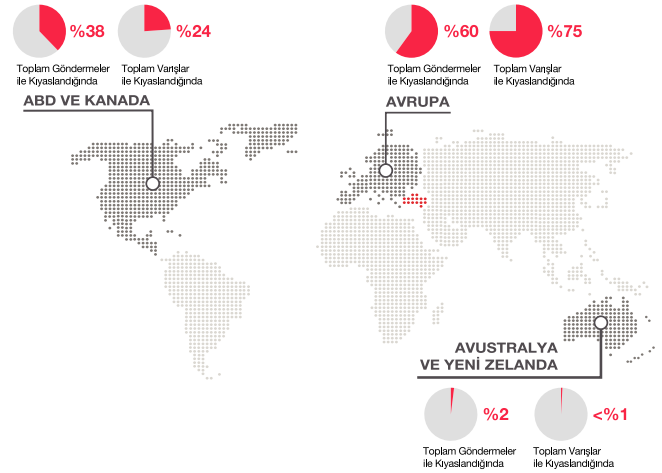 %38
Toplam Göndermeler
ile Kıyaslandığında
%24
Toplam Varışlar
ile Kıyaslandığında
ABD VE KANADA
%60
Toplam Göndermeler
ile Kıyaslandığında
%75
Toplam Varışlar
ile Kıyaslandığında
AVRUPA
AVUSTRALYA
VE YENİ ZELANDA
%2
Toplam Göndermeler
ile Kıyaslandığında
<%1
Toplam Varışlar
ile Kıyaslandığında